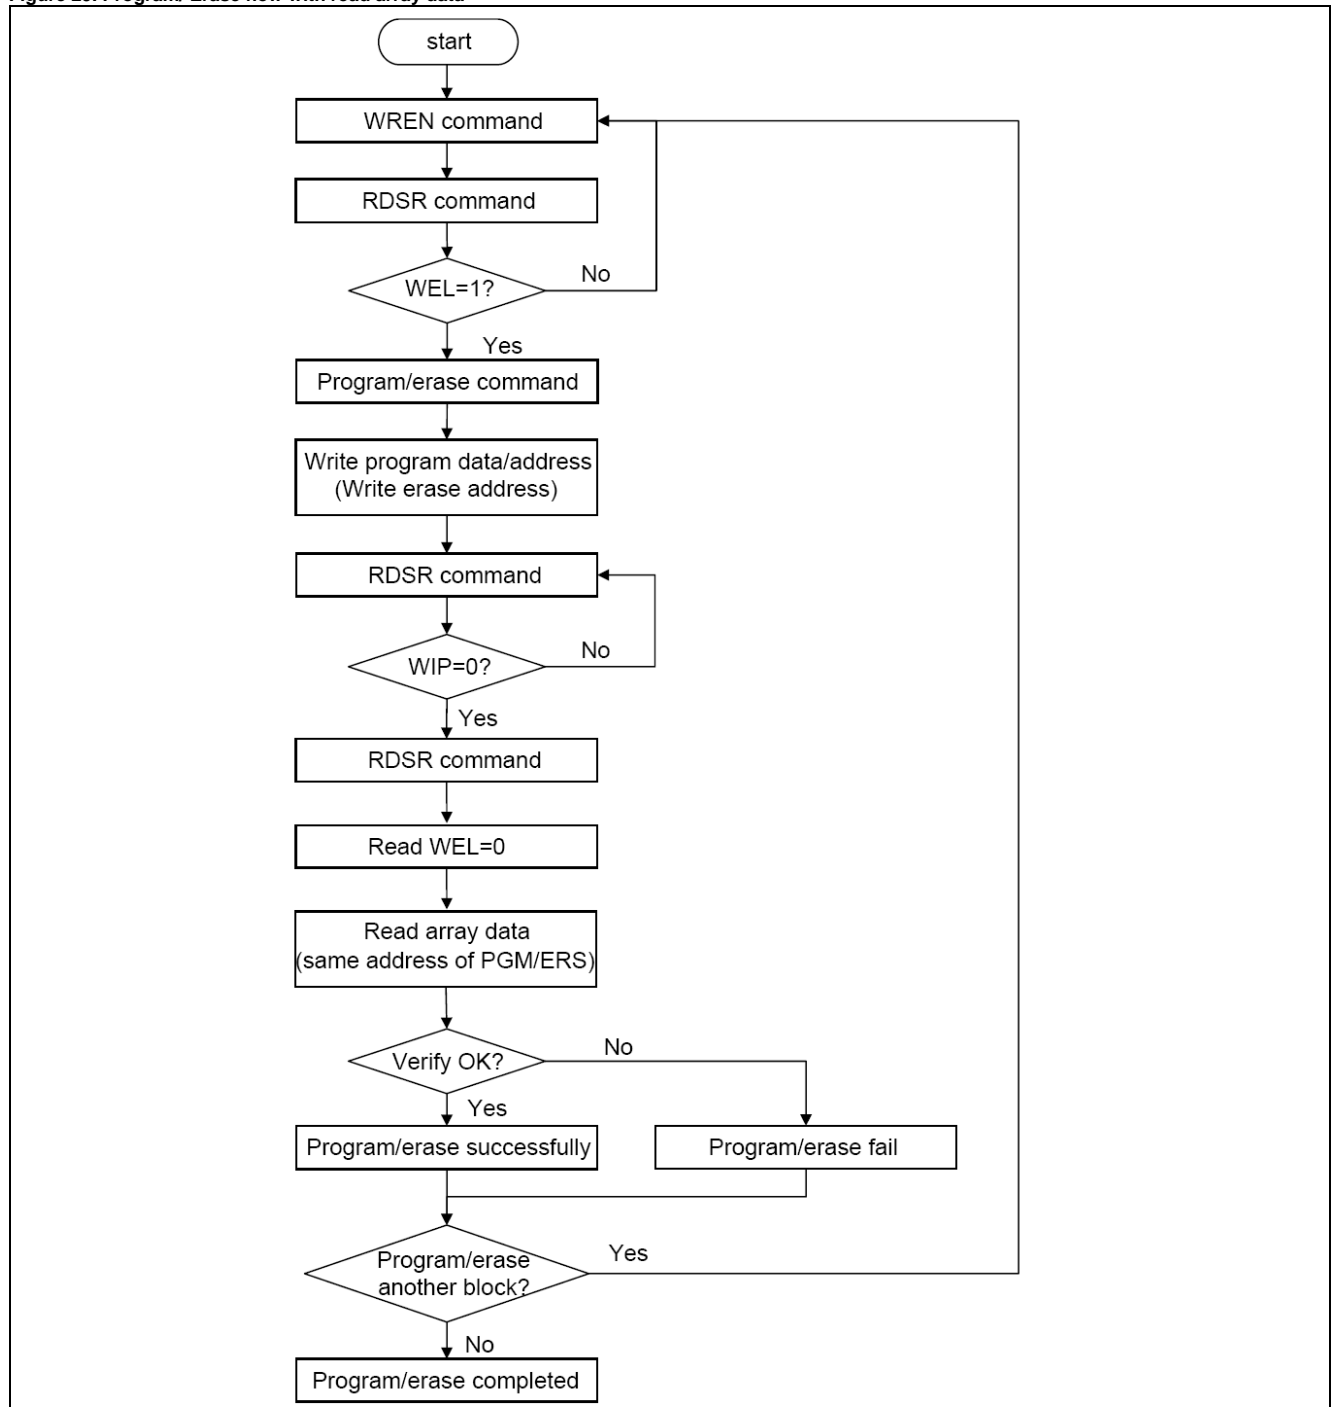 start
WREN command
RDSR command
WEL=1?
No
Yes
Program/erase command
Write program data/address
(Write erase address)
RDSR command
WIP=0?
No
Yes
RDSR command
Read WEL=0
Read array data
(same address of PGM/ERS)
Verify OK?
No
Yes
Program/erase successfully
Program/erase fail
Program/erase
another block?
Yes
No
Program/erase completed